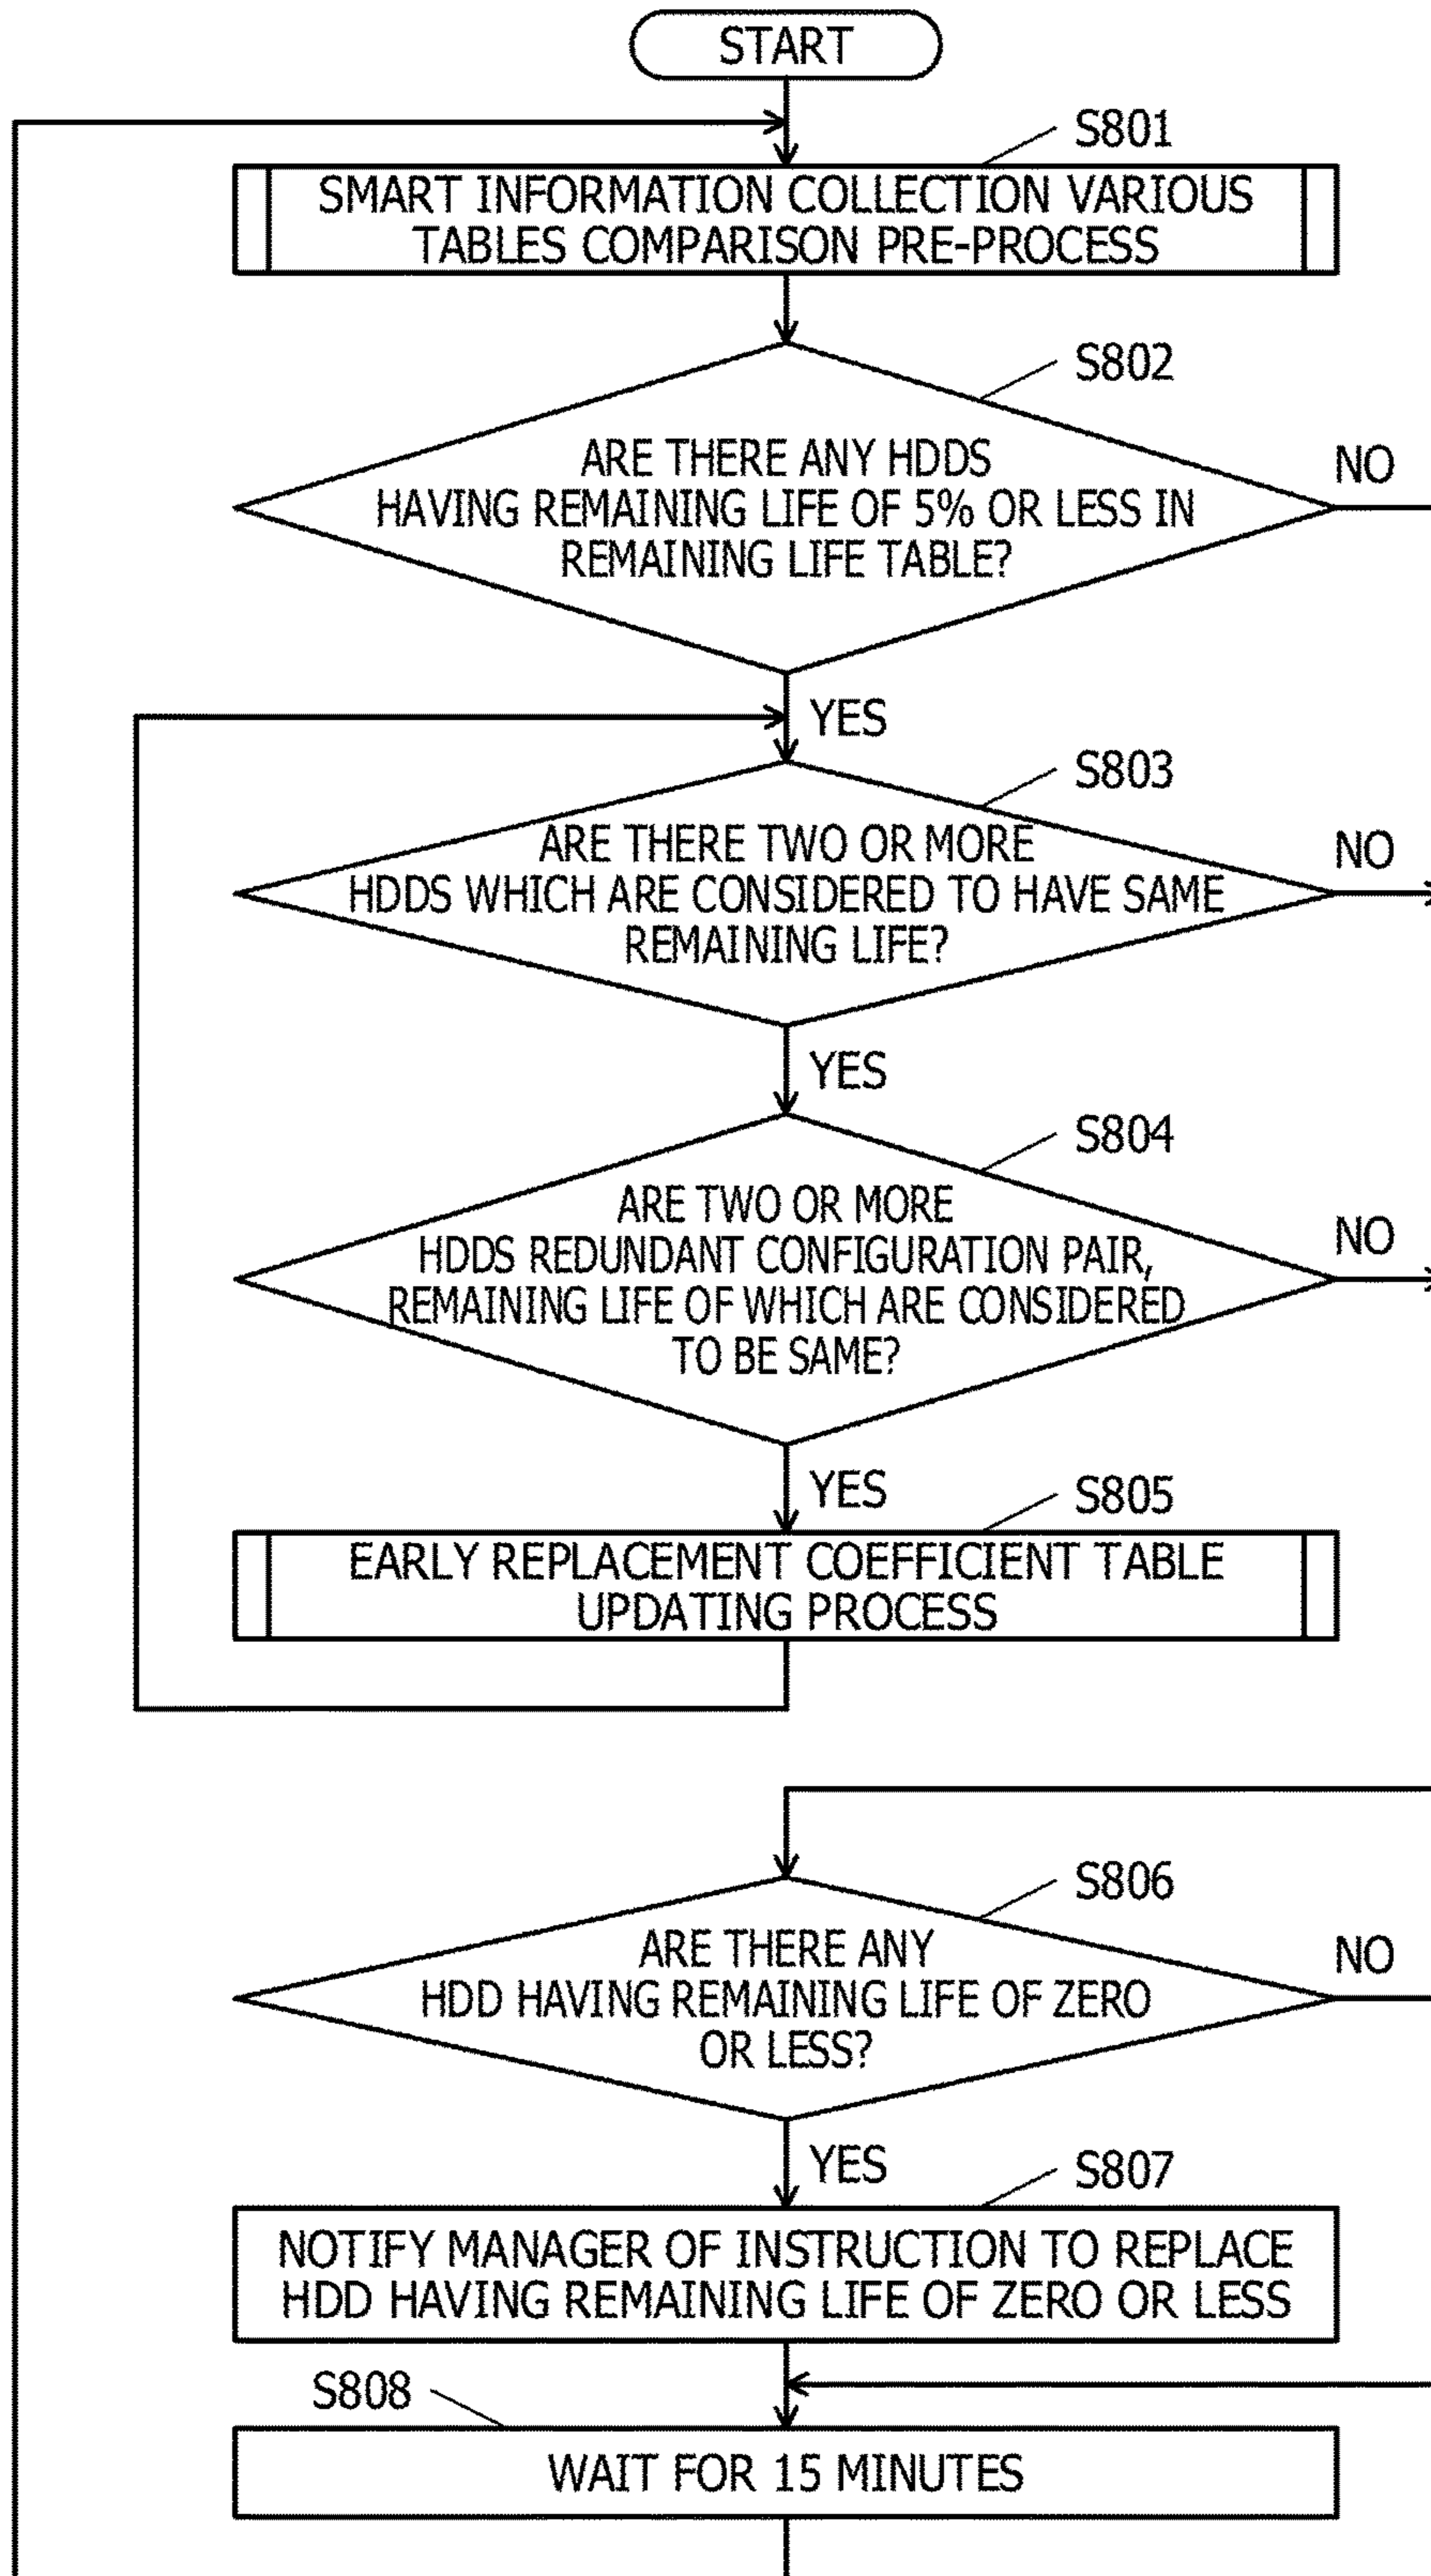 START
S801
SMART INFORMATION COLLECTION VARIOUS
TABLES COMPARISON PRE-PROCESS
S802
ARE THERE ANY HDDS
HAVING REMAINING LIFE OF 5% OR LESS IN
REMAINING LIFE TABLE?
NO
YES
S803
ARE THERE TWO OR MORE
HDDS WHICH ARE CONSIDERED TO HAVE SAME
REMAINING LIFE?
NO
YES
S804
ARE TWO OR MORE
HDDS REDUNDANT CONFIGURATION PAIR,
REMAINING LIFE OF WHICH ARE CONSIDERED
TO BE SAME?
NO
YES
S805
EARLY REPLACEMENT COEFFICIENT TABLE
UPDATING PROCESS
S806
ARE THERE ANY
HDD HAVING REMAINING LIFE OF ZERO
OR LESS?
NO
YES
S807
NOTIFY MANAGER OF INSTRUCTION TO REPLACE
HDD HAVING REMAINING LIFE OF ZERO OR LESS
S808
WAIT FOR 15 MINUTES